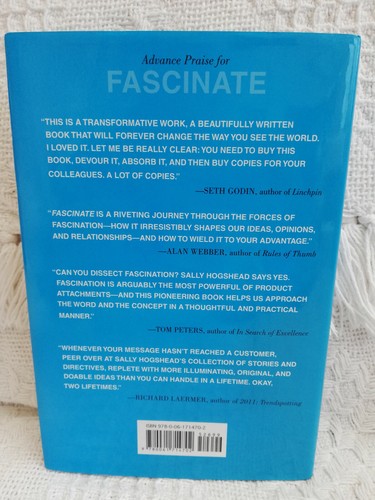 Advance Praise for
FASCINATE
"THIS IS A TRANSFORMATIVE WORK, A BEAUTIFULLY WRITTEN
BOOK THAT WILL FOREVER CHANGE THE WAY YOU SEE THE WORLD.
I LOVED IT. LET ME BE REALLY CLEAR: YOU NEED TO BUY THIS
BOOK, DEVOUR IT, ABSORB IT, AND THEN BUY COPIES FOR YOUR
COLLEAGUES. A LOT OF COPIES."
—SETH GODIN, author of Linchpin
"FASCINATE IS A RIVETING JOURNEY THROUGH THE FORCES OF
FASCINATION—HOW IT IRRESISTIBLY SHAPES OUR IDEAS, OPINIONS,
AND RELATIONSHIPS—AND HOW TO WIELD IT TO YOUR ADVANTAGE."
—ALAN WEBBER, author of Rules of Thumb
"CAN YOU DISSECT FASCINATION? SALLY HOGSHEAD SAYS YES.
FASCINATION IS ARGUABLY THE MOST POWERFUL OF PRODUCT
ATTACHMENTS—AND THIS PIONEERING BOOK HELPS US APPROACH
THE WORD AND THE CONCEPT IN A THOUGHTFUL AND PRACTICAL
MANNER."
—TOM PETERS, author of In Search of Excellence
"WHENEVER YOUR MESSAGE HASN'T REACHED A CUSTOMER,
PEER OVER AT SALLY HOGSHEAD'S COLLECTION OF STORIES AND
DIRECTIVES, REPLETE WITH MORE ILLUMINATING, ORIGINAL, AND
DOABLE IDEAS THAN YOU CAN HANDLE IN A LIFETIME. OKAY,
TWO LIFETIMES."
—RICHARD LAERMER, author of 2011: Trendspotting
ISBN 978-0-06-171470-2